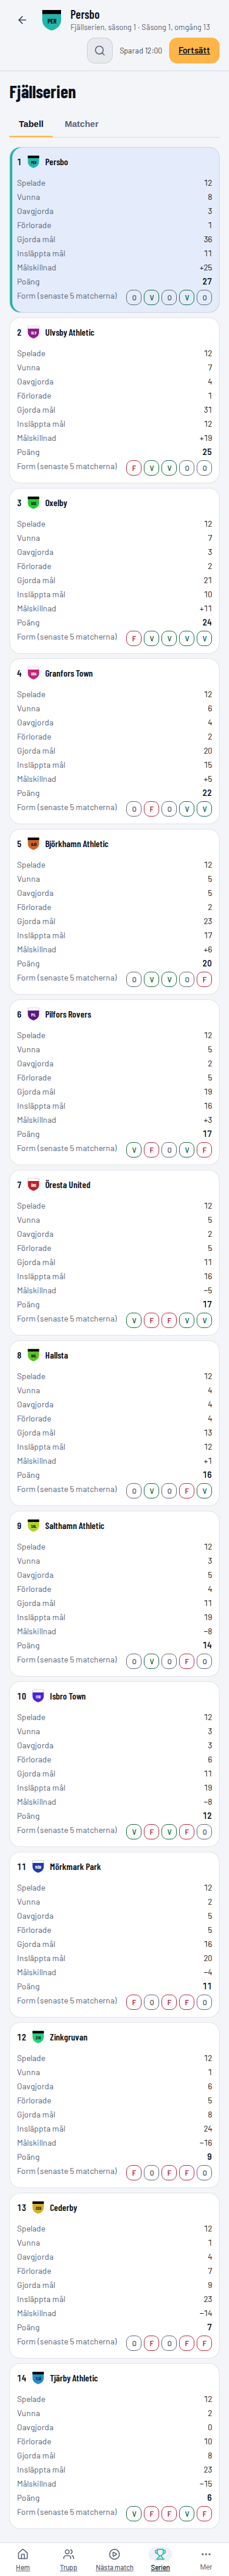 PER
Persbo
Fjällserien, säsong 1 · Säsong 1, omgång 13
Sparad 12:00
Fortsätt
Fjällserien
Tabell Matcher
1 Persbo
Spelade 12
Vunna 8
Oavgjorda 3
Förlorade 1
Gjorda mål 36
Insläppta mål 11
Målskillnad +25
Poäng 27
Form (senaste 5 matcherna) O V O V O
2 Ulvsby Athletic
Spelade 12
Vunna 7
Oavgjorda 4
Förlorade 1
Gjorda mål 31
Insläppta mål 12
Målskillnad +19
Poäng 25
Form (senaste 5 matcherna) F V V O O
3 Oxelby
Spelade 12
Vunna 7
Oavgjorda 3
Förlorade 2
Gjorda mål 21
Insläppta mål 10
Målskillnad +11
Poäng 24
Form (senaste 5 matcherna) F V V V V
4 Granfors Town
Spelade 12
Vunna 6
Oavgjorda 4
Förlorade 2
Gjorda mål 20
Insläppta mål 15
Målskillnad +5
Poäng 22
Form (senaste 5 matcherna) O F O V V
5 Björkhamn Athletic
Spelade 12
Vunna 5
Oavgjorda 5
Förlorade 2
Gjorda mål 23
Insläppta mål 17
Målskillnad +6
Poäng 20
Form (senaste 5 matcherna) O V V O F
6 Pilfors Rovers
Spelade 12
Vunna 5
Oavgjorda 2
Förlorade 5
Gjorda mål 19
Insläppta mål 16
Målskillnad +3
Poäng 17
Form (senaste 5 matcherna) V F O V F
7 Öresta United
Spelade 12
Vunna 5
Oavgjorda 2
Förlorade 5
Gjorda mål 11
Insläppta mål 16
Målskillnad −5
Poäng 17
Form (senaste 5 matcherna) V F F V V
8 Hallsta
Spelade 12
Vunna 4
Oavgjorda 4
Förlorade 4
Gjorda mål 13
Insläppta mål 12
Målskillnad +1
Poäng 16
Form (senaste 5 matcherna) O V O F V
9 Salthamn Athletic
Spelade 12
Vunna 3
Oavgjorda 5
Förlorade 4
Gjorda mål 11
Insläppta mål 19
Målskillnad −8
Poäng 14
Form (senaste 5 matcherna) O V O F O
10 Isbro Town
Spelade 12
Vunna 3
Oavgjorda 3
Förlorade 6
Gjorda mål 11
Insläppta mål 19
Målskillnad −8
Poäng 12
Form (senaste 5 matcherna) V F V F O
11 Mörkmark Park
Spelade 12
Vunna 2
Oavgjorda 5
Förlorade 5
Gjorda mål 16
Insläppta mål 20
Målskillnad −4
Poäng 11
Form (senaste 5 matcherna) F O F F O
12 Zinkgruvan
Spelade 12
Vunna 1
Oavgjorda 6
Förlorade 5
Gjorda mål 8
Insläppta mål 24
Målskillnad −16
Poäng 9
Form (senaste 5 matcherna) F O F F O
13 Cederby
Spelade 12
Vunna 1
Oavgjorda 4
Förlorade 7
Gjorda mål 9
Insläppta mål 23
Målskillnad −14
Poäng 7
Form (senaste 5 matcherna) O F O F F
14 Tjärby Athletic
Spelade 12
Vunna 2
Oavgjorda 0
Förlorade 10
Gjorda mål 8
Insläppta mål 23
Målskillnad −15
Poäng 6
Form (senaste 5 matcherna) V F F V F
Hem Trupp Nästa match Serien Mer